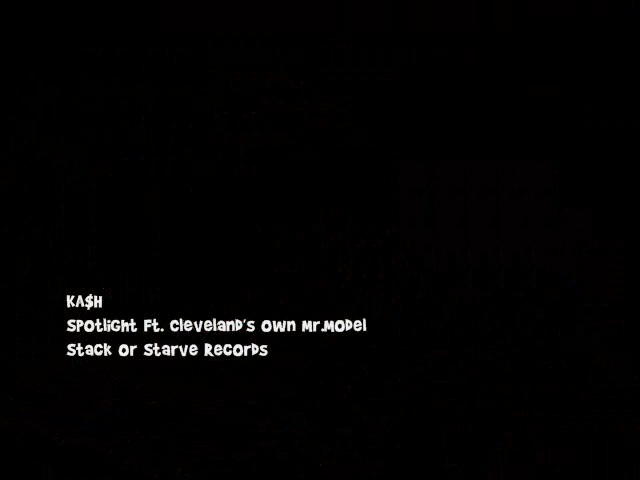 KA$H
Spotlight Ft. Cleveland's Own Mr.Model
Stack Or Starve Records